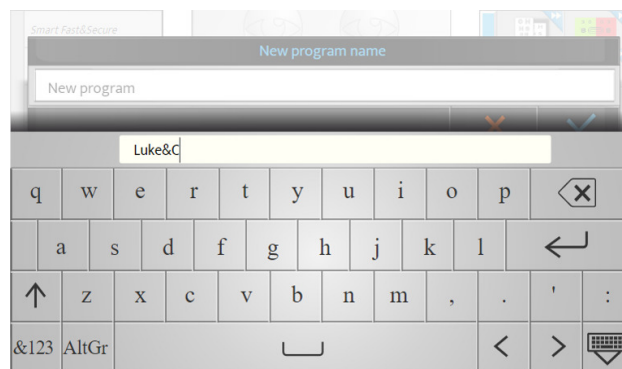 Smart Fast&Secure
New program name
New program
Luke&C
q w e r t y u i o p
a s d f g h j k l
z x c v b n m , . ' :
&123 AltGr < >